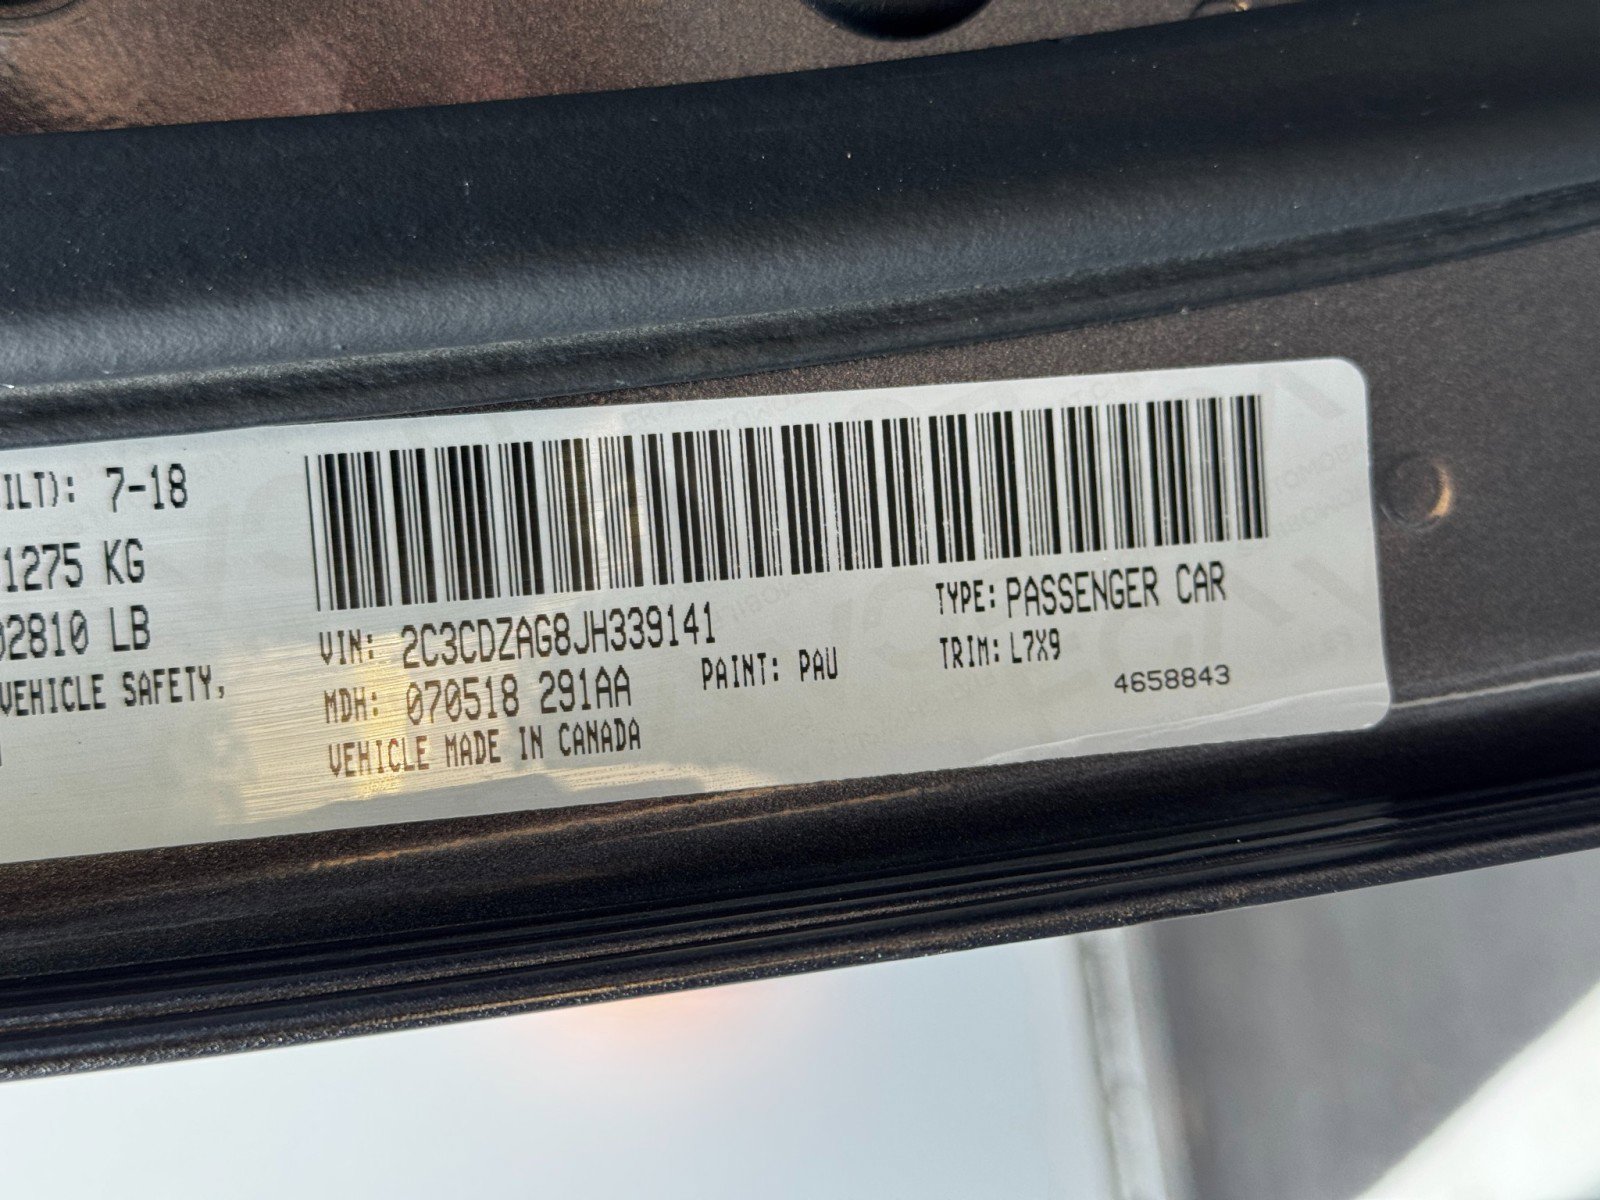 ILT): 7-18
1275 KG
02810 LB
VEHICLE SAFETY,
VIN: 2C3CDZAG8JH339141
MDH: 070518 291AA
VEHICLE MADE IN CANADA
PAINT: PAU
TYPE: PASSENGER CAR
TRIM: L7X9
4658843